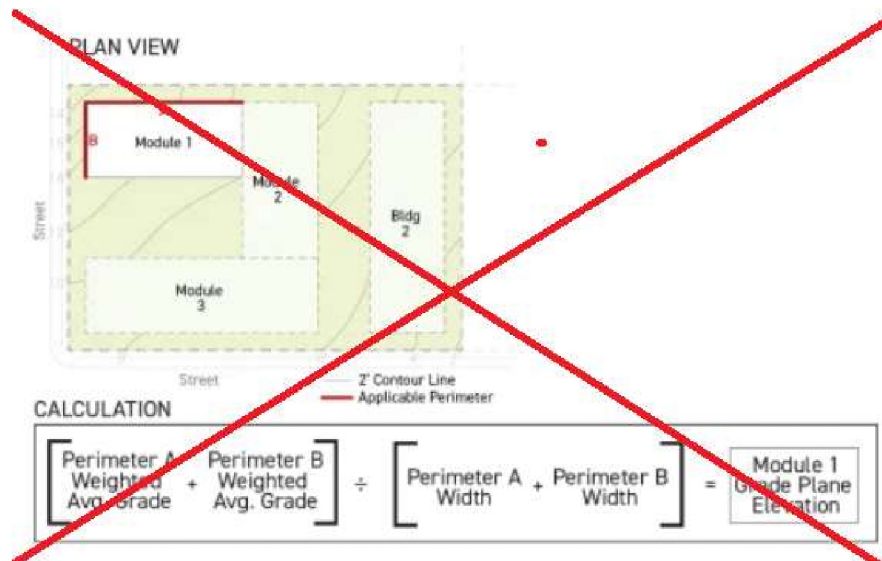 PLAN VIEW
B
Module 1
Module
2
Bldg
2
Street
Module
3
Street
2' Contour Line
Applicable Perimeter
CALCULATION
Perimeter A
Weighted
Avg. Grade
+
Perimeter B
Weighted
Avg. Grade
÷
Perimeter A
Width
+
Perimeter B
Width
=
Module 1
Grade Plane
Elevation